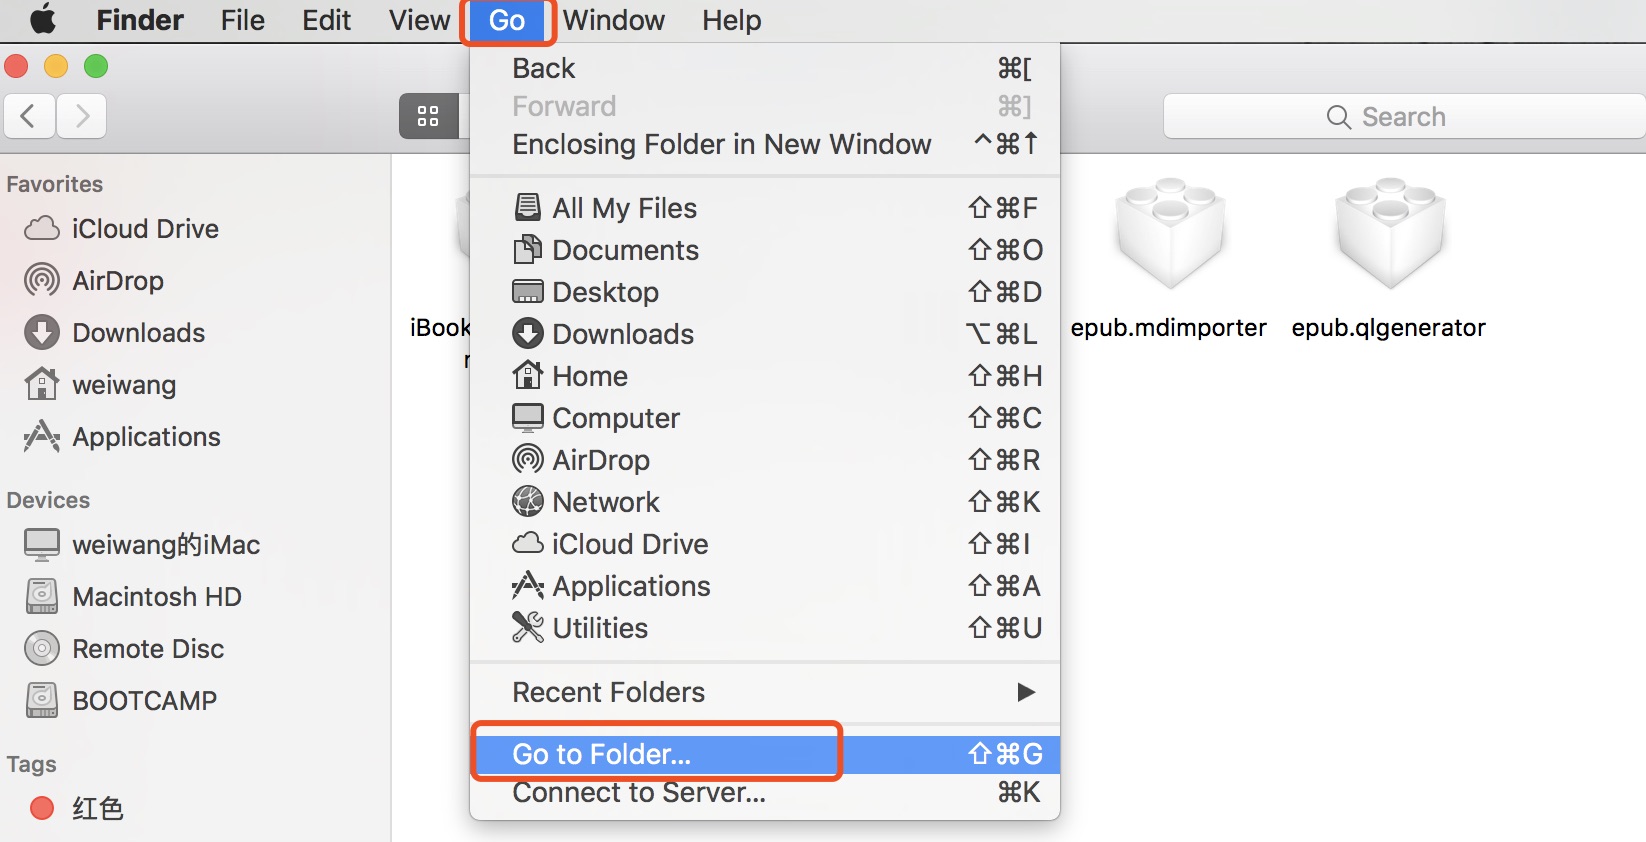 Finder File Edit View Go Window Help
Search
Favorites
iCloud Drive
AirDrop
Downloads
weiwang
Applications
Devices
weiwang的iMac
Macintosh HD
Remote Disc
BOOTCAMP
Tags
红色
Back ⌘[
Forward ⌘]
Enclosing Folder in New Window ^⌘↑
All My Files ⇧⌘F
Documents ⇧⌘O
Desktop ⇧⌘D
Downloads ⌥⌘L
Home ⇧⌘H
Computer ⇧⌘C
AirDrop ⇧⌘R
Network ⇧⌘K
iCloud Drive ⇧⌘I
Applications ⇧⌘A
Utilities ⇧⌘U
Recent Folders ▶
Go to Folder... ⇧⌘G
Connect to Server... ⌘K
iBook
epub.mdimporter
epub.qlgenerator